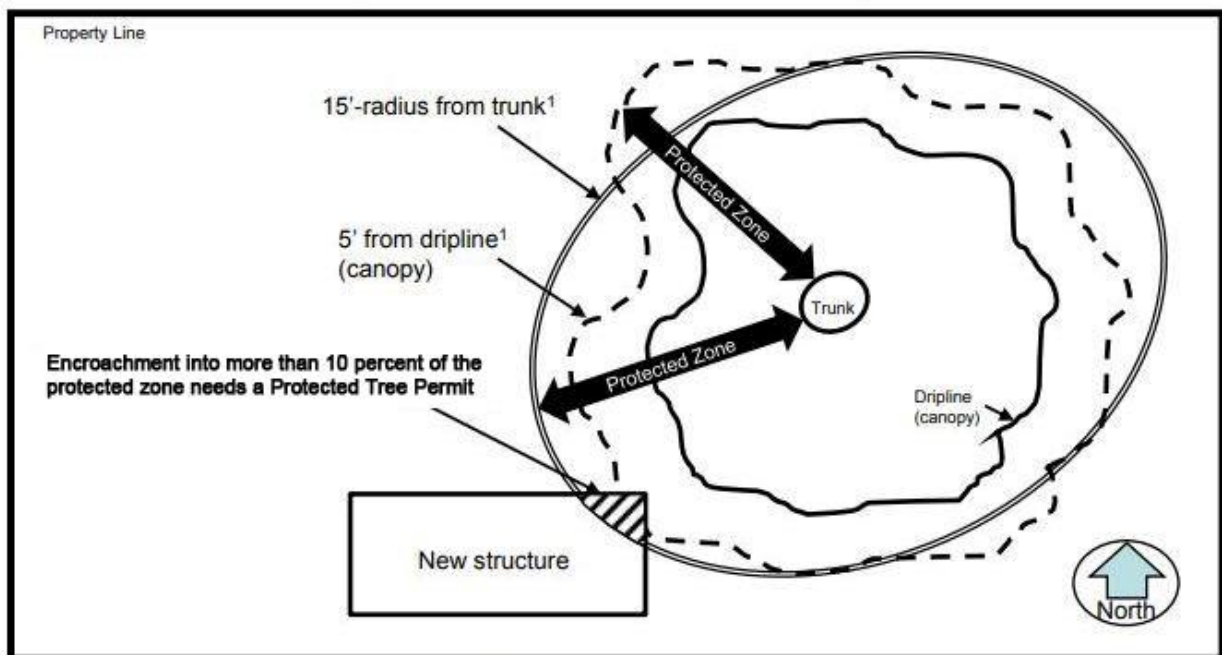 Property Line
15'-radius from trunk¹
Protected Zone
5' from dripline¹
(canopy)
Trunk
Encroachment into more than 10 percent of the
protected zone needs a Protected Tree Permit
Protected Zone
Dripline
(canopy)
New structure
North